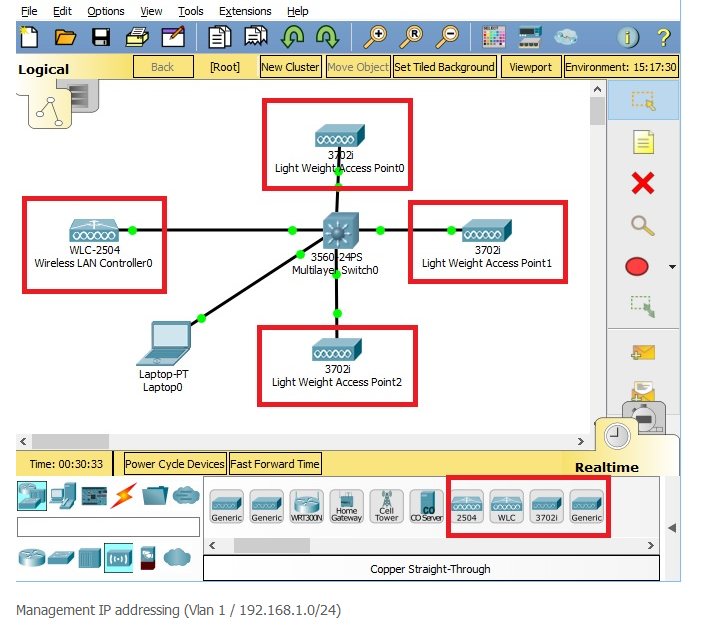 File Edit Options View Tools Extensions Help
Logical Back [Root] New Cluster Move Object Set Tiled Background Viewport Environment: 15:17:30
3702i
Light Weight Access Point0
WLC-2504
Wireless LAN Controller0
3560-24PS
Multilayer Switch0
3702i
Light Weight Access Point1
Laptop-PT
Laptop0
3702i
Light Weight Access Point2
Time: 00:30:33 Power Cycle Devices Fast Forward Time Realtime
Generic Generic WRT300N Home Gateway Cell Tower CO Server 2504 WLC 3702i Generic
Copper Straight-Through
Management IP addressing (Vlan 1 / 192.168.1.0/24)